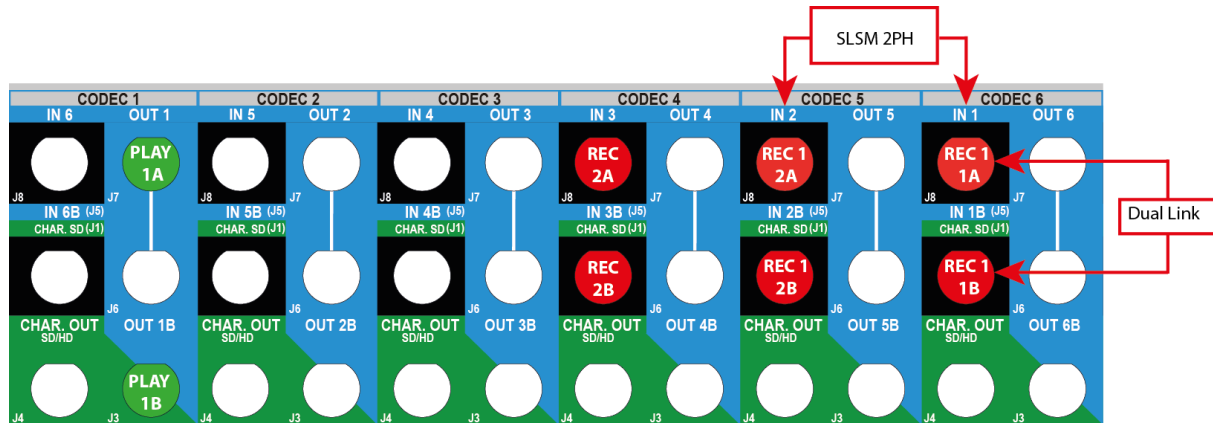 SLSM 2PH
CODEC 1 CODEC 2 CODEC 3 CODEC 4 CODEC 5 CODEC 6
IN 6 OUT 1 IN 5 OUT 2 IN 4 OUT 3 IN 3 OUT 4 IN 2 OUT 5 IN 1 OUT 6
PLAY 1A REC 2A REC 1 2A REC 1 1A
J8 J7 J8 J7 J8 J7 J8 J7 J8 J7 J8 J7
Dual Link
IN 6B (J5) IN 5B (J5) IN 4B (J5) IN 3B (J5) IN 2B (J5) IN 1B (J5)
CHAR. SD (J1) CHAR. SD (J1) CHAR. SD (J1) CHAR. SD (J1) CHAR. SD (J1) CHAR. SD (J1)
REC 2B REC 1 2B REC 1 1B
J6 J6 J6 J6 J6 J6
CHAR. OUT OUT 1B CHAR. OUT OUT 2B CHAR. OUT OUT 3B CHAR. OUT OUT 4B CHAR. OUT OUT 5B CHAR. OUT OUT 6B
SD/HD SD/HD SD/HD SD/HD SD/HD SD/HD
PLAY 1B
J4 J3 J4 J3 J4 J3 J4 J3 J4 J3 J4 J3